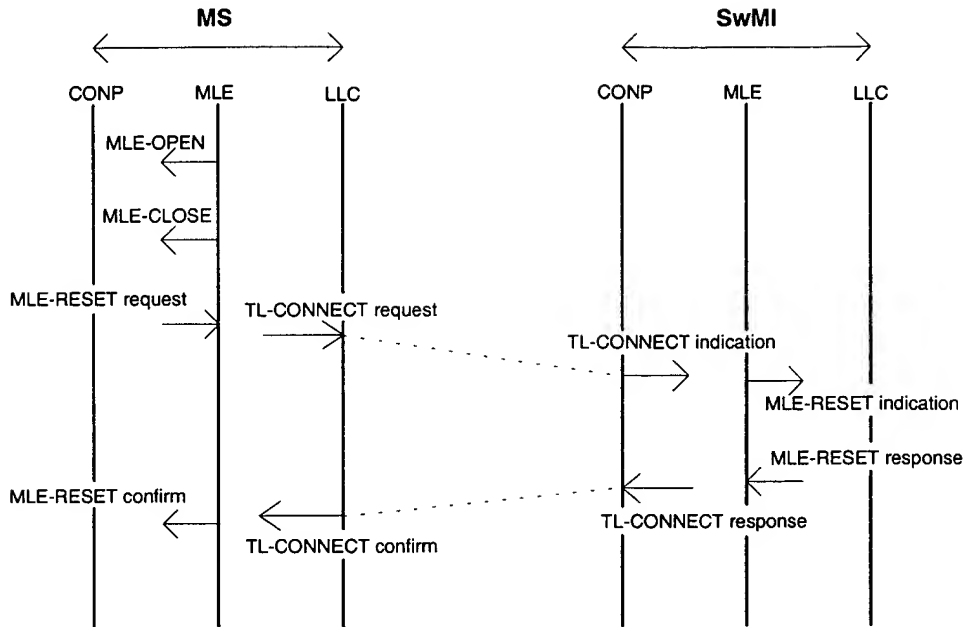 MS SwMI
CONP MLE LLC CONP MLE LLC
MLE-OPEN
MLE-CLOSE
MLE-RESET request TL-CONNECT request
TL-CONNECT indication
MLE-RESET indication
MLE-RESET response
MLE-RESET confirm TL-CONNECT response
TL-CONNECT confirm